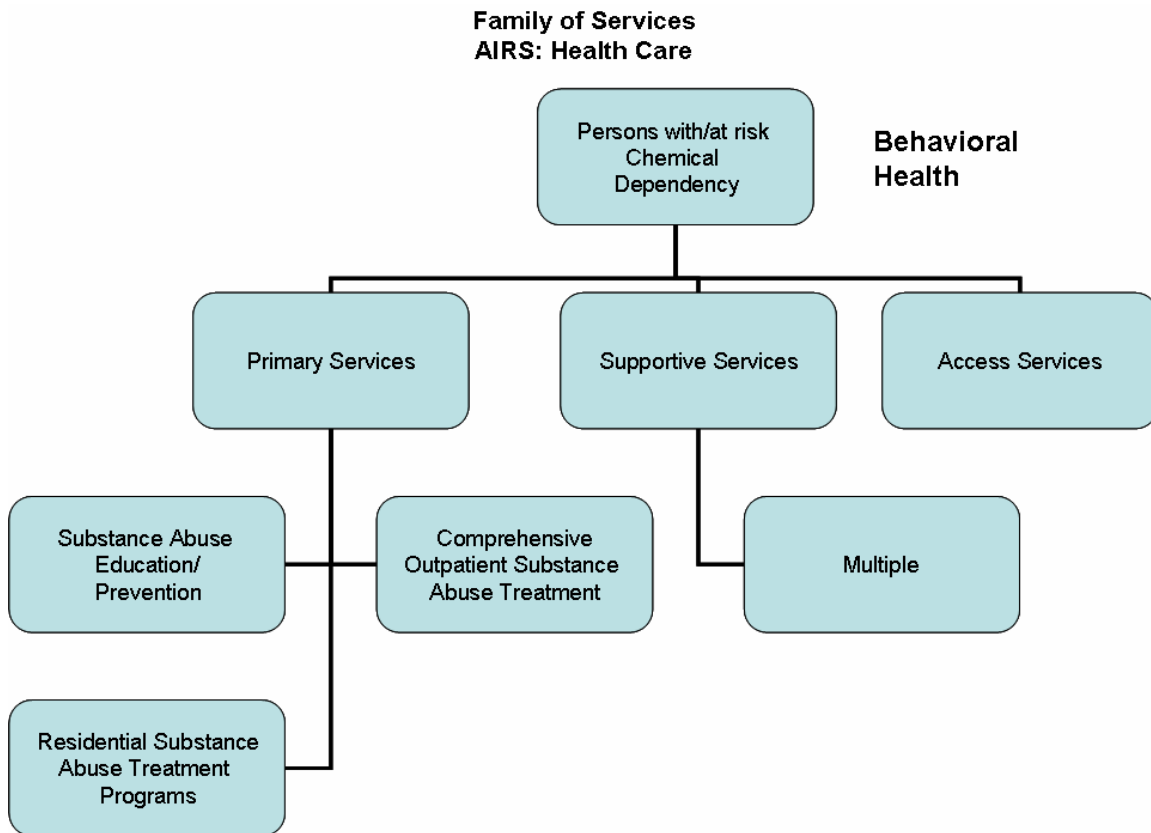 Family of Services
AIRS: Health Care
Persons with/at risk
Chemical
Dependency
Behavioral
Health
Primary Services
Supportive Services
Access Services
Substance Abuse
Education/
Prevention
Comprehensive
Outpatient Substance
Abuse Treatment
Multiple
Residential Substance
Abuse Treatment
Programs